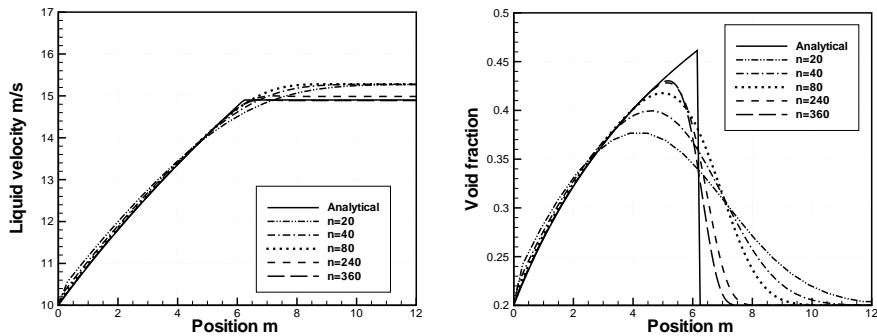 Liquid velocity m/s
17
16
15
14
13
12
11
10
0
2
4
6
8
10
12
Position m
Analytical
n=20
n=40
n=80
n=240
n=360
Void fraction
0.5
0.45
0.4
0.35
0.3
0.25
0.2
0
2
4
6
8
10
12
Position m
Analytical
n=20
n=40
n=80
n=240
n=360